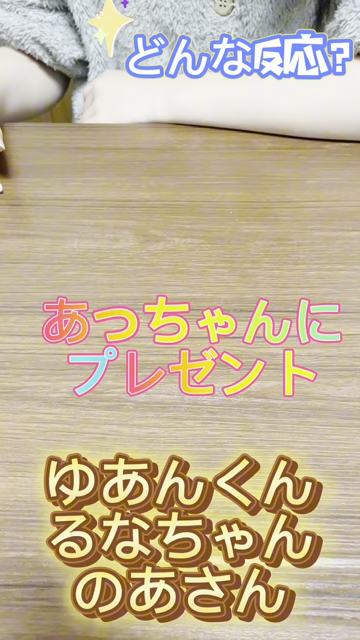 どんな反応?
あっちゃんに
プレゼント
ゆあんくん
るなちゃん
のあさん